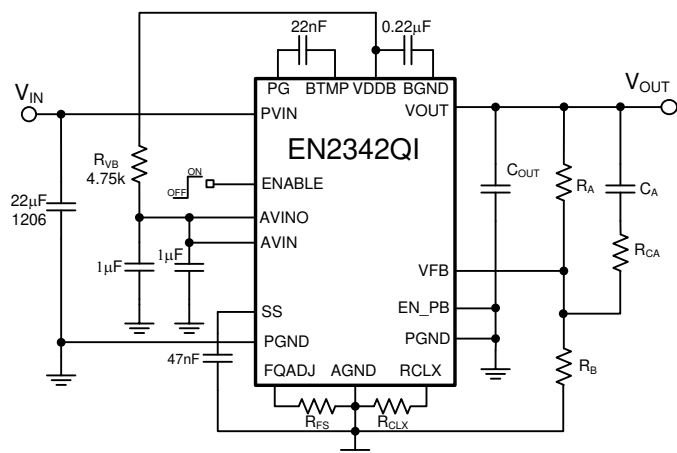 22nF
0.22µF
PG
BTMP
VDDB
BGND
VIN
VOUT
PVIN
VOUT
EN2342QI
RVB
4.75k
ON
OFF
ENABLE
COUT
RA
CA
22µF
1206
AVINO
AVIN
RCA
1µF
1µF
VFB
SS
EN_PB
PGND
PGND
47nF
RB
FQADJ
AGND
RCLX
RFS
RCLX